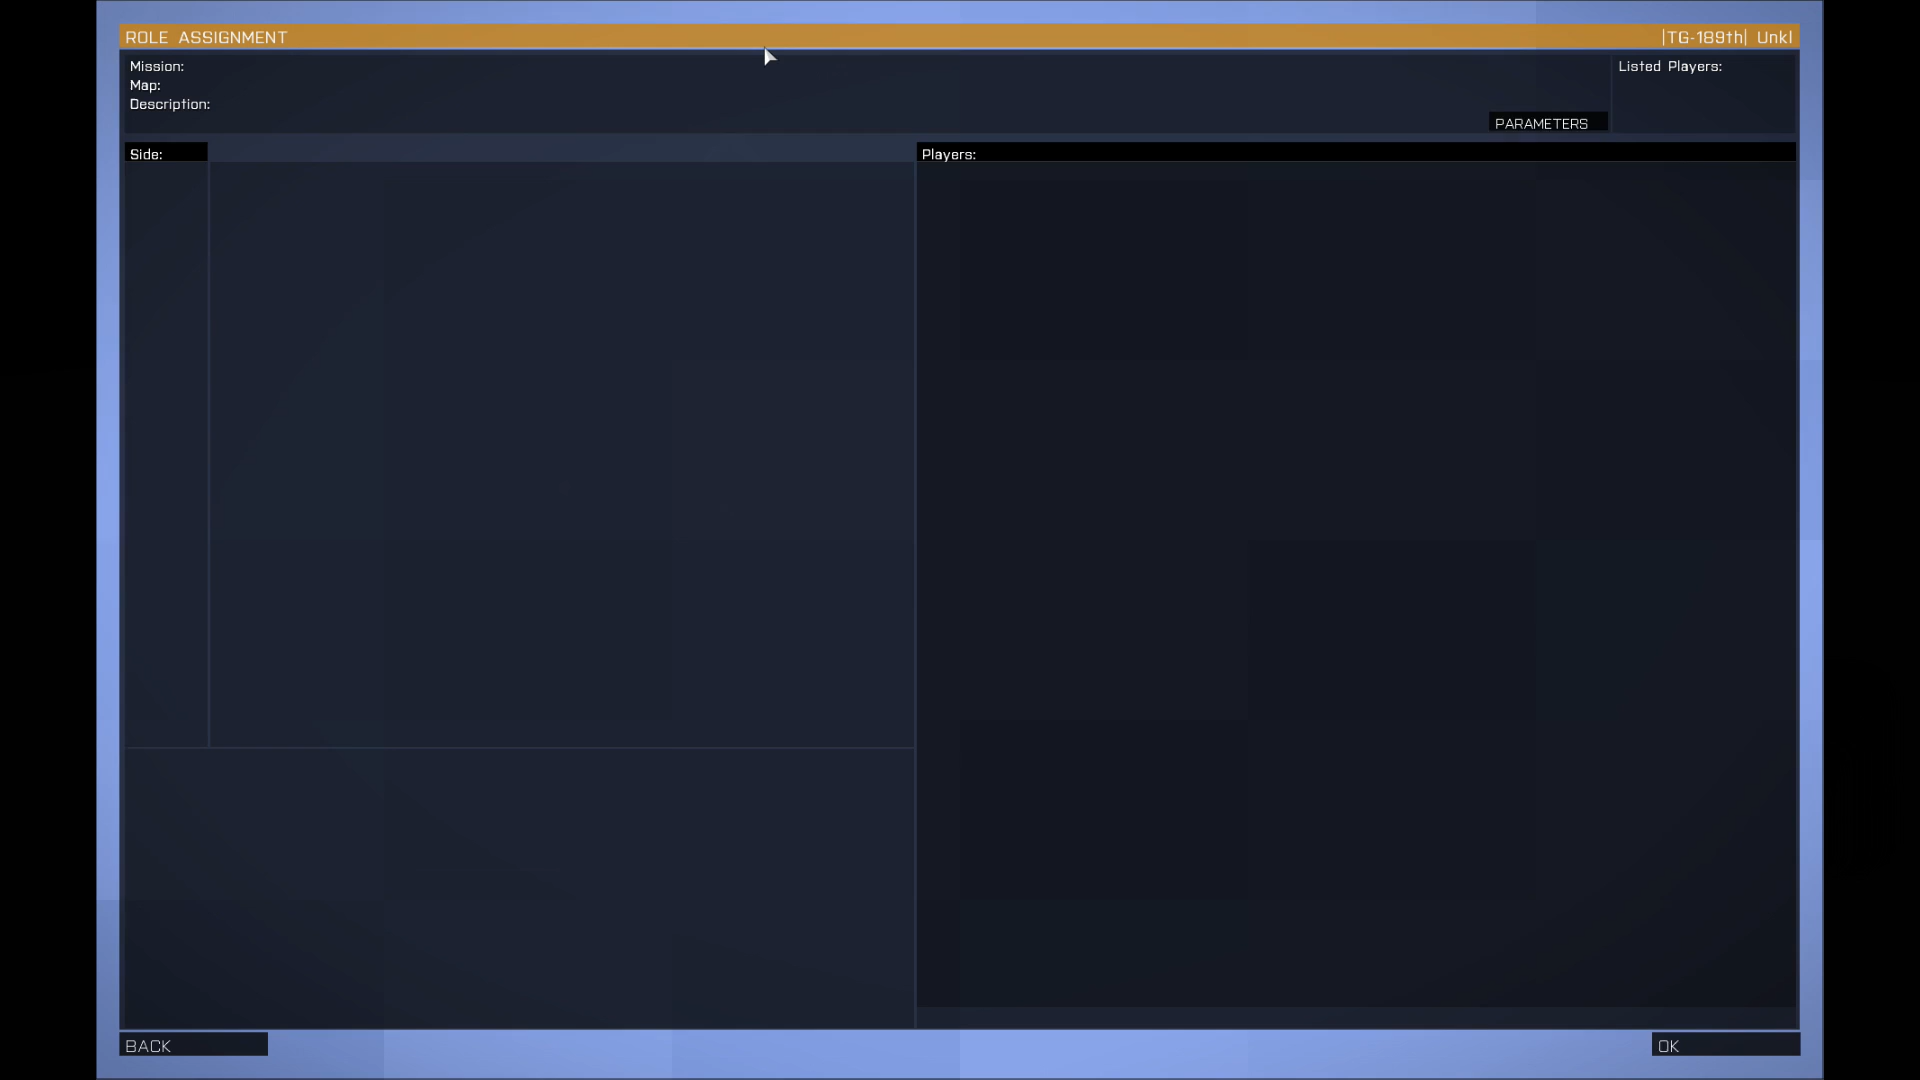 ROLE ASSIGNMENT
|TG-189th| Unkl
Mission:
Map:
Description:
Listed Players:
PARAMETERS
Side:
Players:
BACK
OK